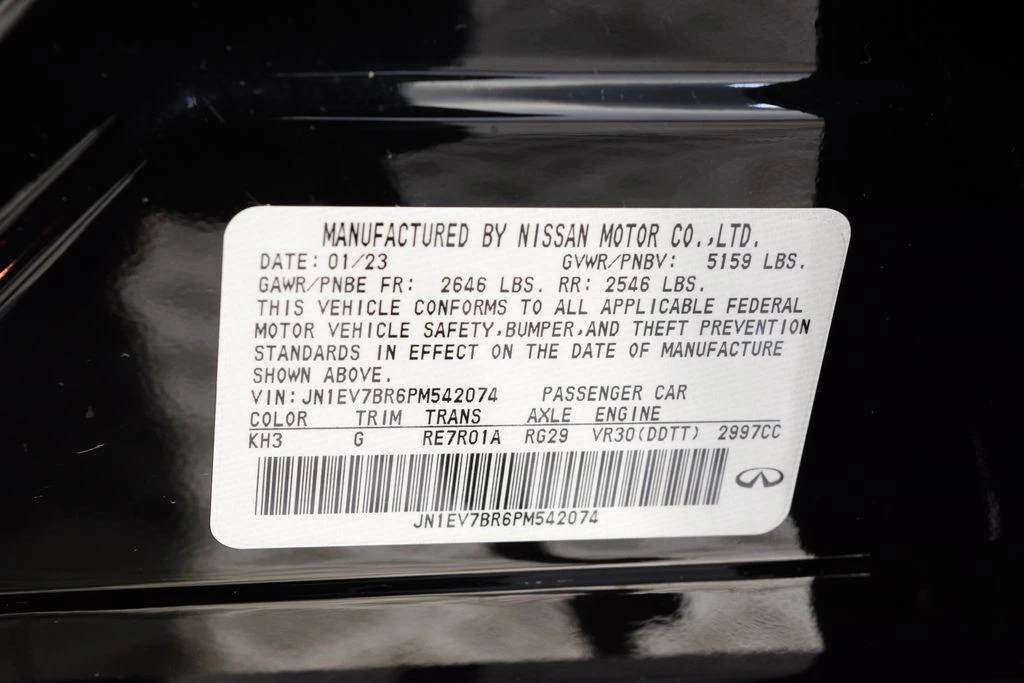 MANUFACTURED BY NISSAN MOTOR CO.,LTD.
DATE: 01/23 GVWR/PNBV: 5159 LBS.
GAWR/PNBE FR: 2646 LBS. RR: 2546 LBS.
THIS VEHICLE CONFORMS TO ALL APPLICABLE FEDERAL
MOTOR VEHICLE SAFETY,BUMPER,AND THEFT PREVENTION
STANDARDS IN EFFECT ON THE DATE OF MANUFACTURE
SHOWN ABOVE.
VIN:JN1EV7BR6PM542074 PASSENGER CAR
COLOR TRIM TRANS AXLE ENGINE
KH3 G RE7R01A RG29 VR30(DDTT) 2997CC
JN1EV7BR6PM542074